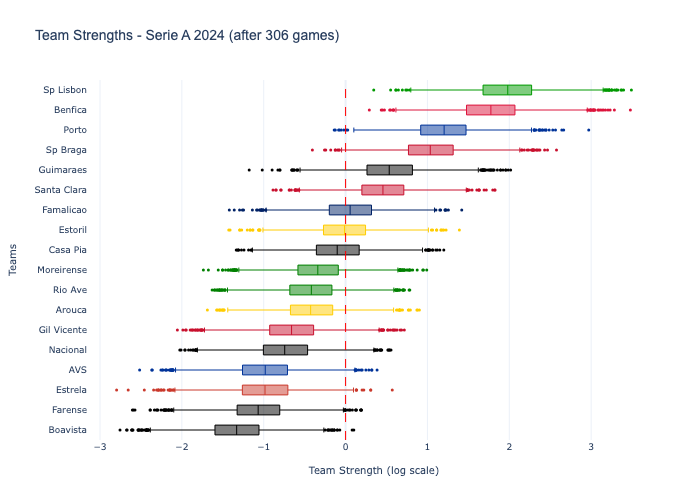 Team Strengths - Serie A 2024 (after 306 games)
Sp Lisbon
Benfica
Porto
Sp Braga
Guimaraes
Santa Clara
Famalicao
Estoril
Casa Pia
Moreirense
Rio Ave
Arouca
Gil Vicente
Nacional
AVS
Estrela
Farense
Boavista
Teams
−3
−2
−1
0
1
2
3
Team Strength (log scale)